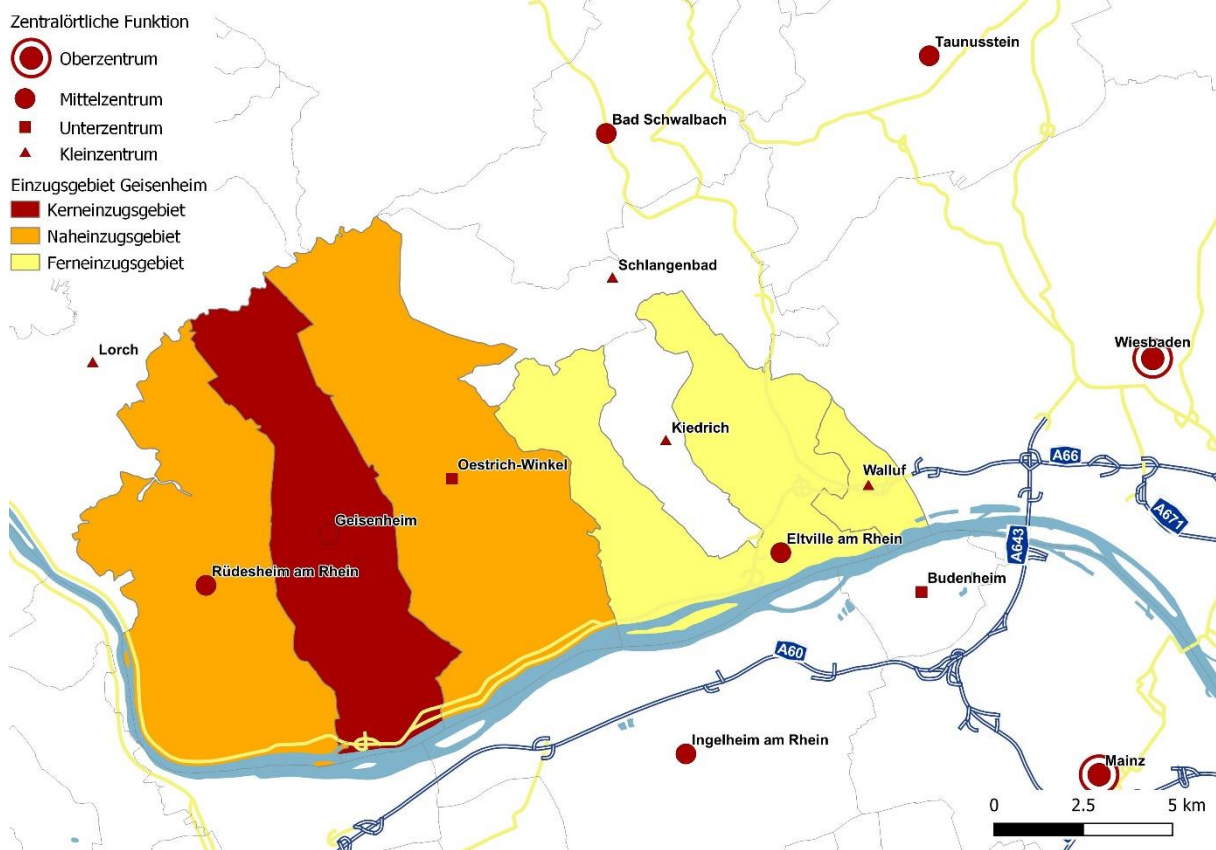 Zentralörtliche Funktion
Oberzentrum
Mittelzentrum
Unterzentrum
Kleinzentrum
Einzugsgebiet Geisenheim
Kerneinzugsgebiet
Naheinzugsgebiet
Ferneinzugsgebiet
Taunusstein
Bad Schwalbach
Schlangenbad
Lorch
Wiesbaden
Kiedrich
Oestrich-Winkel
Walluf
A66
A671
Geisenheim
Eltville am Rhein
A643
Rüdesheim am Rhein
Budenheim
A60
Ingelheim am Rhein
Mainz
0 2.5 5 km